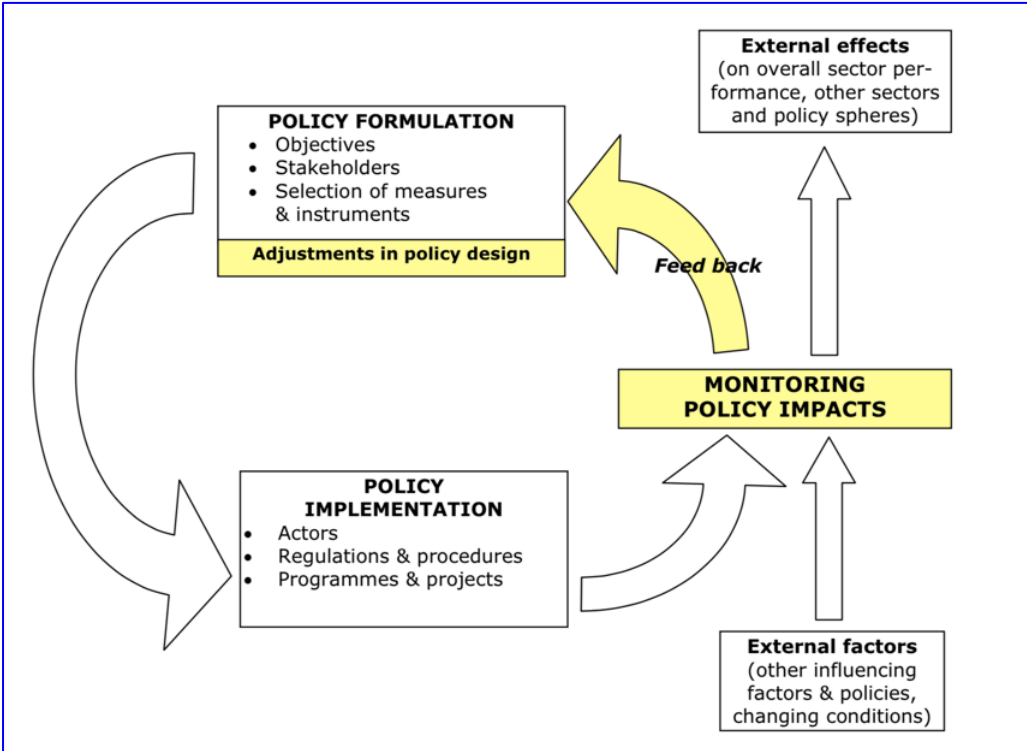 External effects
(on overall sector per-
formance, other sectors
and policy spheres)
POLICY FORMULATION
• Objectives
• Stakeholders
• Selection of measures
& instruments
Adjustments in policy design
Feed back
MONITORING
POLICY IMPACTS
POLICY
IMPLEMENTATION
• Actors
• Regulations & procedures
• Programmes & projects
External factors
(other influencing
factors & policies,
changing conditions)